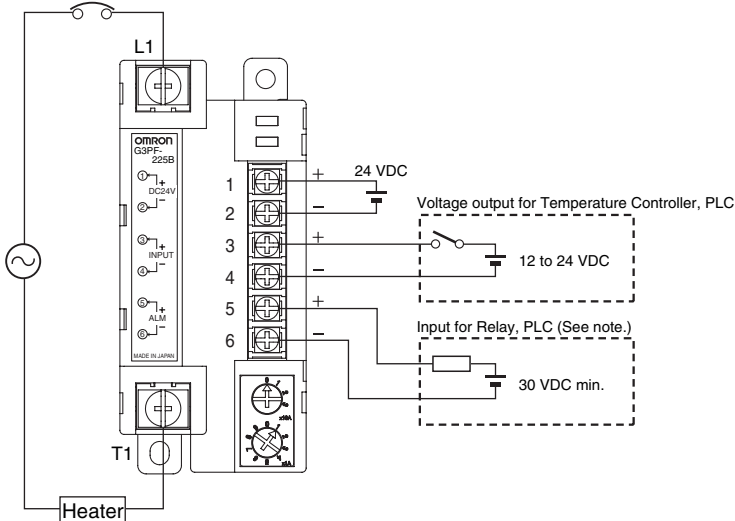 L1
OMRON
G3PF-
225B
1
+
DC24V
2
−
3
+
INPUT
4
−
5
+
ALM
6
−
MADE IN JAPAN
1
+
24 VDC
2
−
Voltage output for Temperature Controller, PLC
3
+
4
−
12 to 24 VDC
5
+
Input for Relay, PLC (See note.)
6
−
30 VDC min.
x10A
x1A
T1
Heater